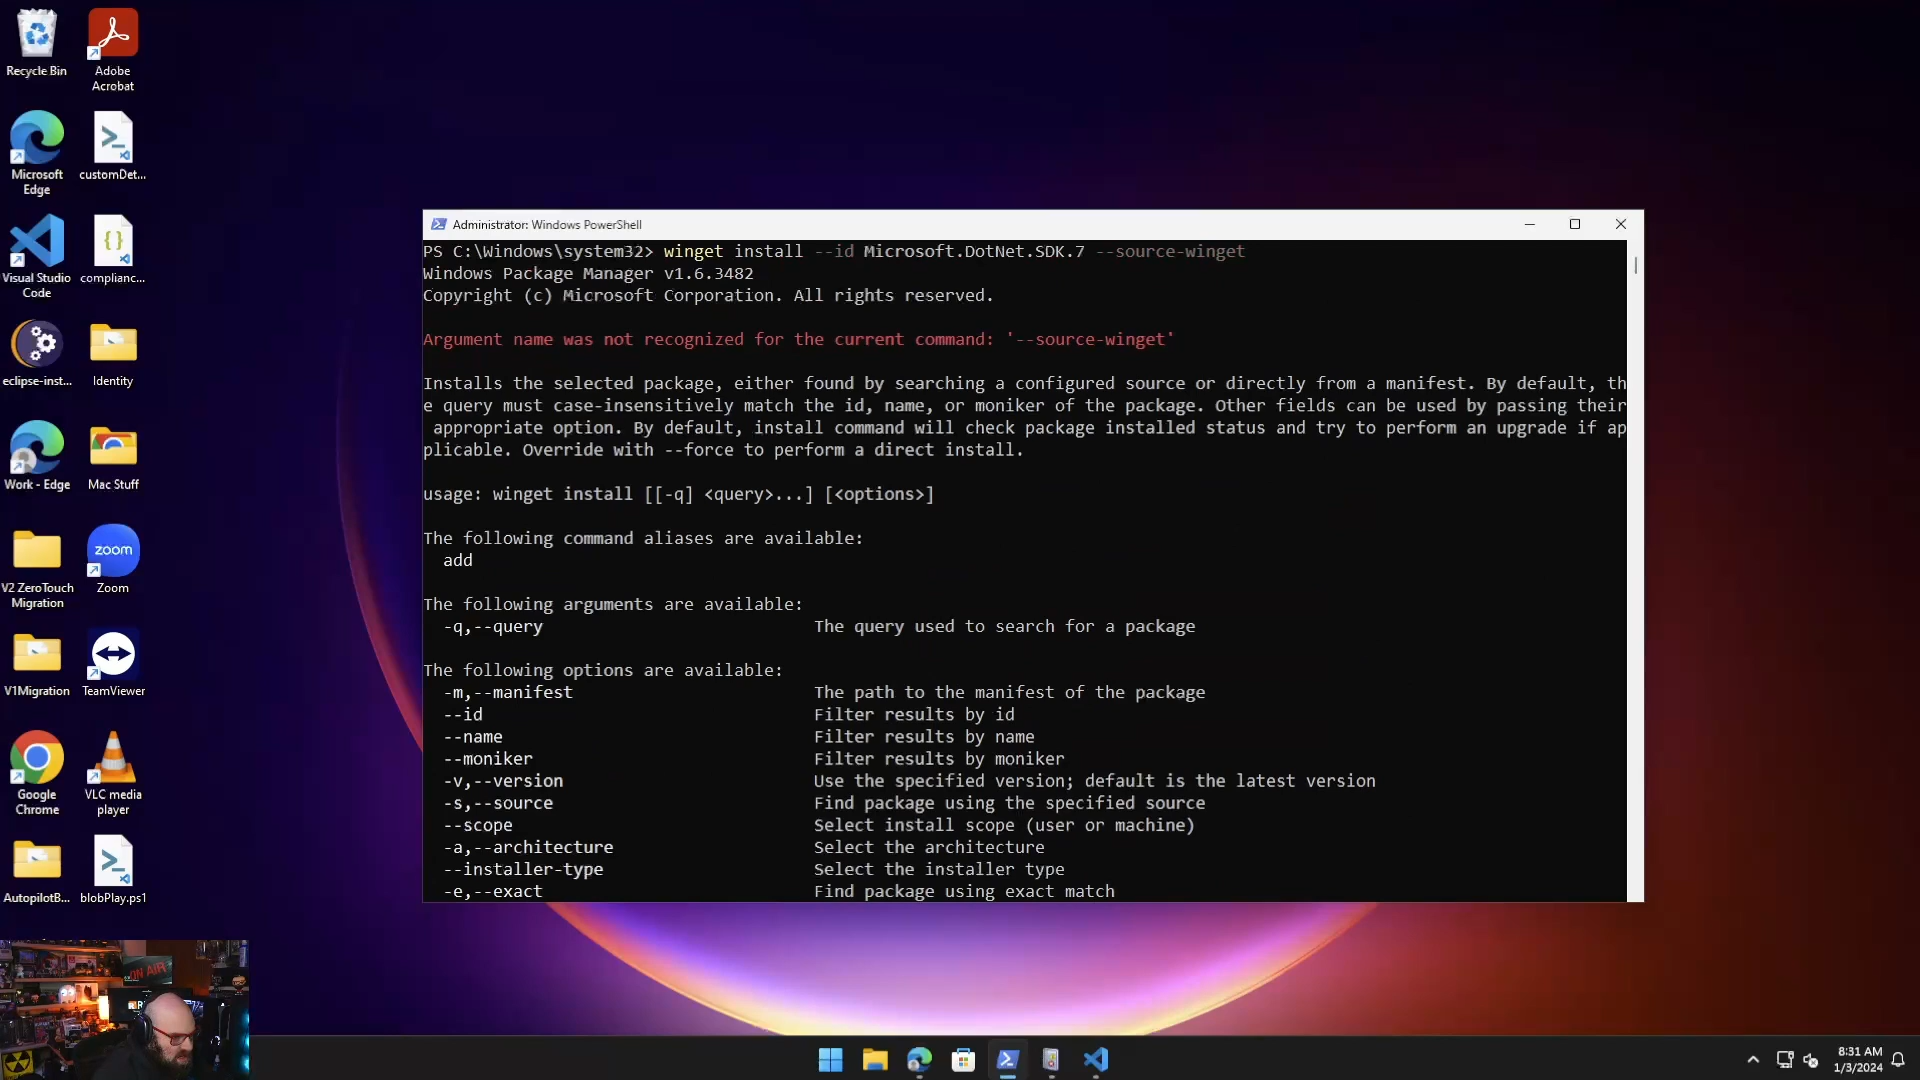 Recycle Bin
Adobe
Acrobat
Microsoft
Edge
customDet...
Visual Studio
Code
complianc...
eclipse-inst...
Identity
Work - Edge
Mac Stuff
V2 ZeroTouch
Migration
zoom
Zoom
V1Migration
TeamViewer
Google
Chrome
VLC media
player
AutopilotB...
blobPlay.ps1
Administrator: Windows PowerShell
PS C:\Windows\system32> winget install --id Microsoft.DotNet.SDK.7 --source-winget
Windows Package Manager v1.6.3482
Copyright (c) Microsoft Corporation. All rights reserved.
Argument name was not recognized for the current command: '--source-winget'
Installs the selected package, either found by searching a configured source or directly from a manifest. By default, th
e query must case-insensitively match the id, name, or moniker of the package. Other fields can be used by passing their
appropriate option. By default, install command will check package installed status and try to perform an upgrade if ap
plicable. Override with --force to perform a direct install.
usage: winget install [[-q] <query>...] [<options>]
The following command aliases are available:
add
The following arguments are available:
-q,--query The query used to search for a package
The following options are available:
-m,--manifest The path to the manifest of the package
--id Filter results by id
--name Filter results by name
--moniker Filter results by moniker
-v,--version Use the specified version; default is the latest version
-s,--source Find package using the specified source
--scope Select install scope (user or machine)
-a,--architecture Select the architecture
--installer-type Select the installer type
-e,--exact Find package using exact match
ON AIR
8:31 AM
1/3/2024